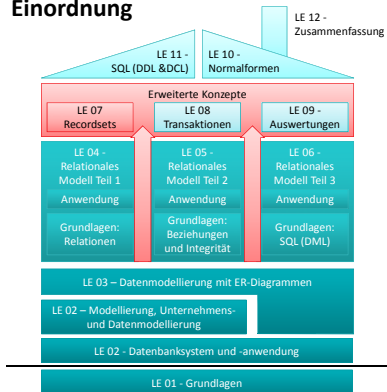 Einordnung
LE 12 -
Zusammenfassung
LE 11 -
SQL (DDL &DCL)
LE 10 -
Normalformen
Erweiterte Konzepte
LE 07
Recordsets
LE 08
Transaktionen
LE 09 -
Auswertungen
LE 04 -
Relationales
Modell Teil 1
LE 05 -
Relationales
Modell Teil 2
LE 06 -
Relationales
Modell Teil 3
Anwendung
Anwendung
Anwendung
Grundlagen:
Relationen
Grundlagen:
Beziehungen
und Integrität
Grundlagen:
SQL (DML)
LE 03 – Datenmodellierung mit ER-Diagrammen
LE 02 – Modellierung, Unternehmens-
und Datenmodellierung
LE 02 - Datenbanksystem und -anwendung
LE 01 - Grundlagen